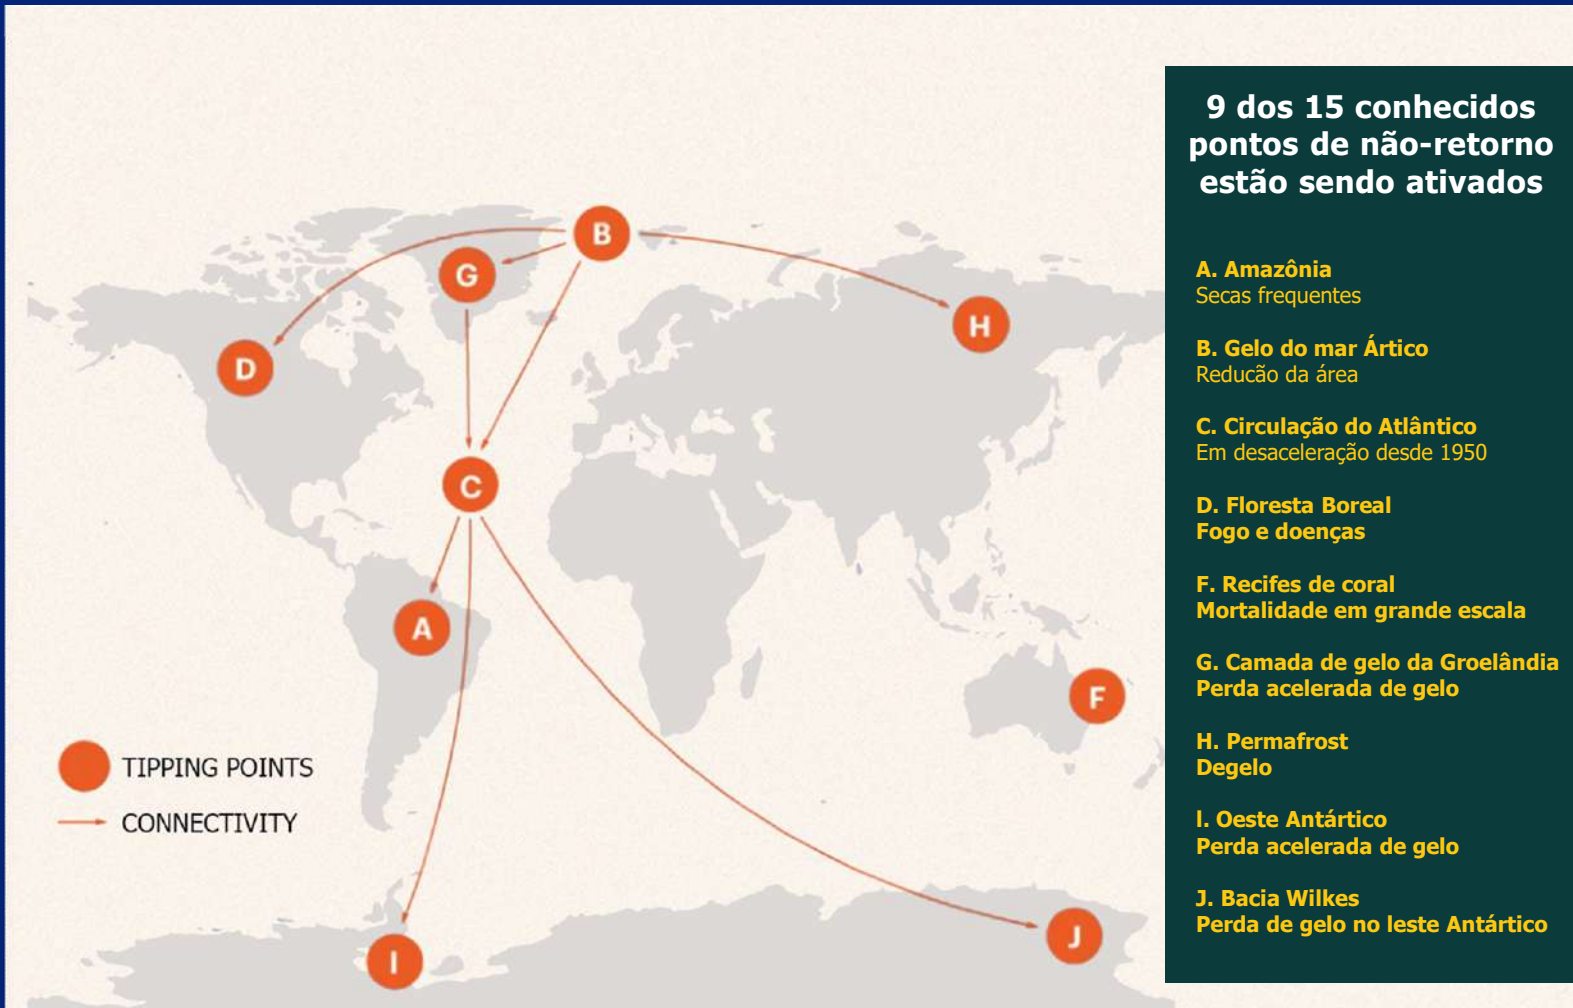 9 dos 15 conhecidos
pontos de não-retorno
estão sendo ativados
A. Amazônia
Secas frequentes
B. Gelo do mar Ártico
Reducão da área
C. Circulação do Atlântico
Em desaceleração desde 1950
D. Floresta Boreal
Fogo e doenças
F. Recifes de coral
Mortalidade em grande escala
G. Camada de gelo da Groelândia
Perda acelerada de gelo
H. Permafrost
Degelo
I. Oeste Antártico
Perda acelerada de gelo
J. Bacia Wilkes
Perda de gelo no leste Antártico
B
G
H
D
C
A
F
TIPPING POINTS
CONNECTIVITY
J
I